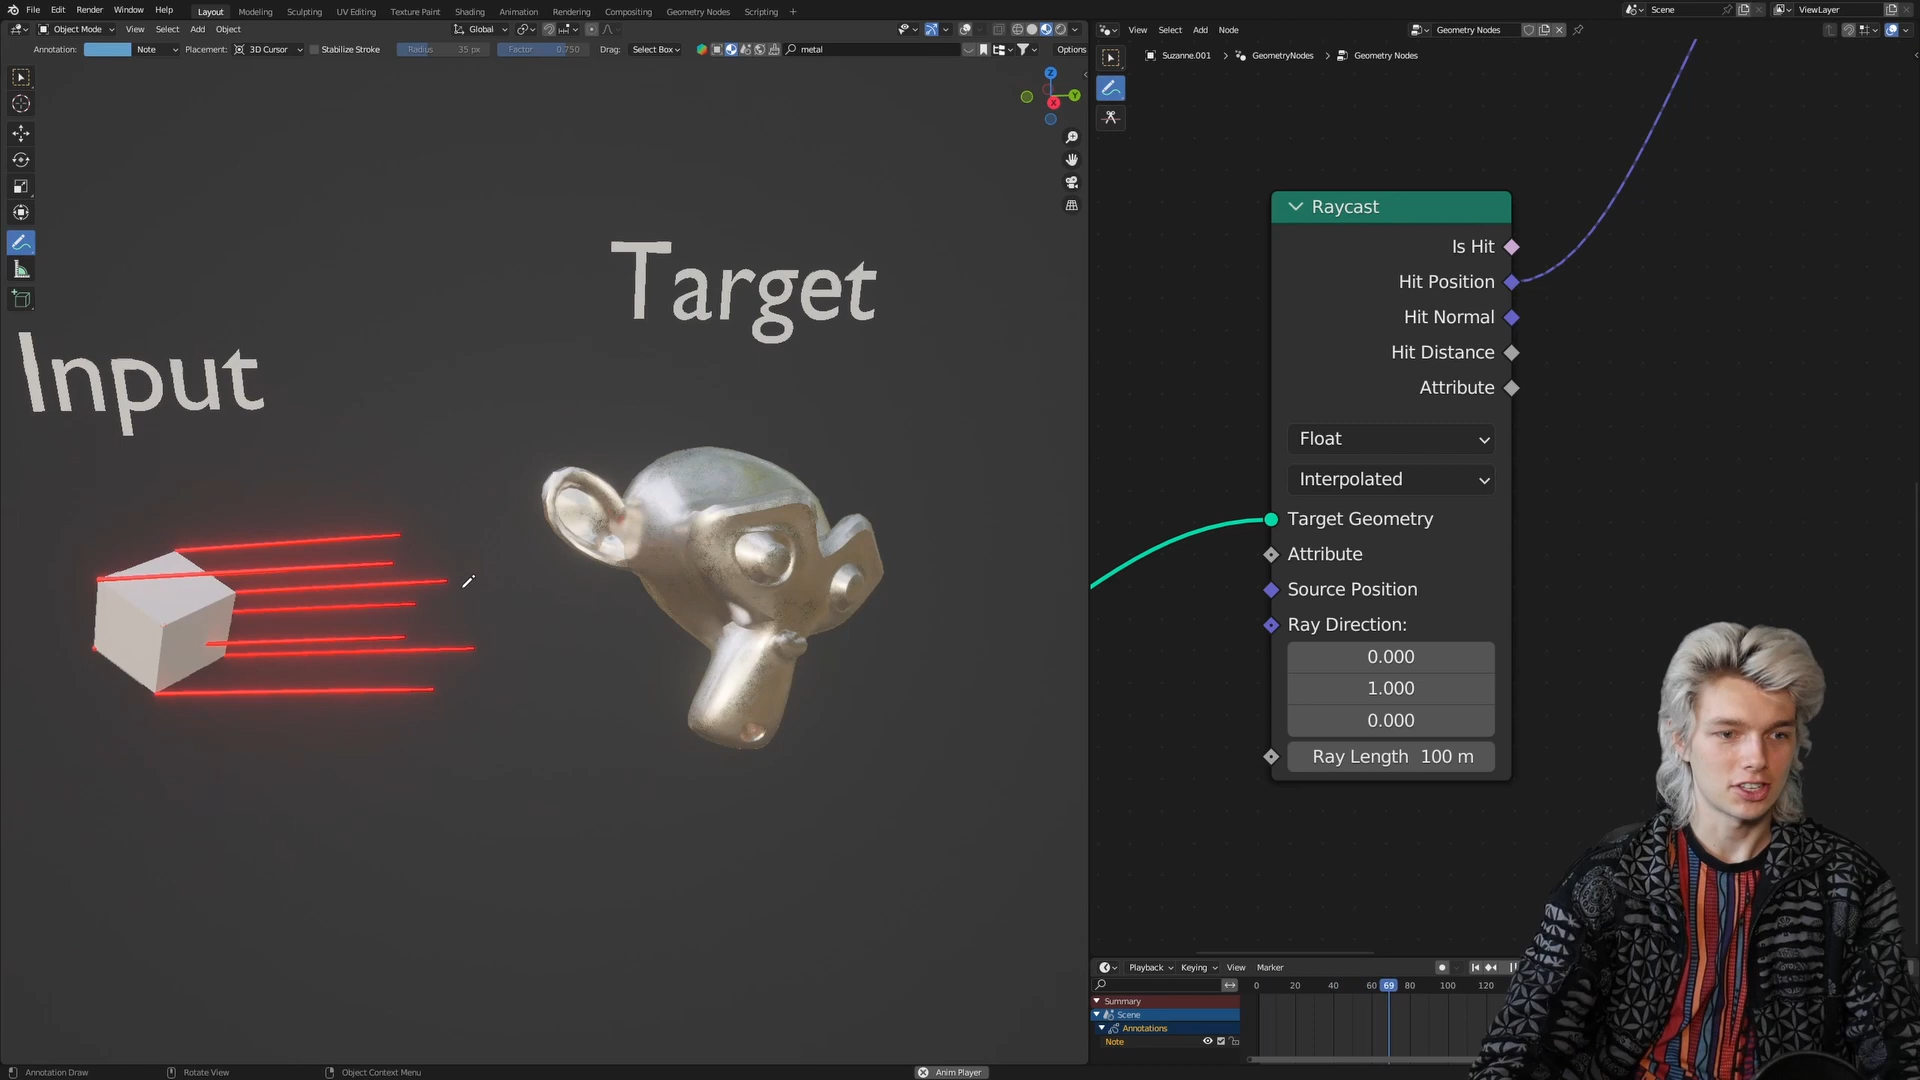 File Edit Render Window Help Layout Modeling Sculpting UV Editing Texture Paint Shading Animation Rendering Compositing Geometry Nodes Scripting + Scene ViewLayer
Object Mode View Select Add Object Global
View Select Add Node Geometry Nodes
Annotation: Note Placement: 3D Cursor Stabilize Stroke Radius 35 px Factor 0.750 Drag: Select Box metal Options
Suzanne.001 > GeometryNodes > Geometry Nodes
Z
Y
X
Target
Input
Raycast
Is Hit
Hit Position
Hit Normal
Hit Distance
Attribute
Float
Interpolated
Target Geometry
Attribute
Source Position
Ray Direction:
0.000
1.000
0.000
Ray Length 100 m
Playback Keying View Marker
0 20 40 60 69 80 100 120
Summary
Scene
Annotations
Note
Annotation Draw Rotate View Object Context Menu Anim Player